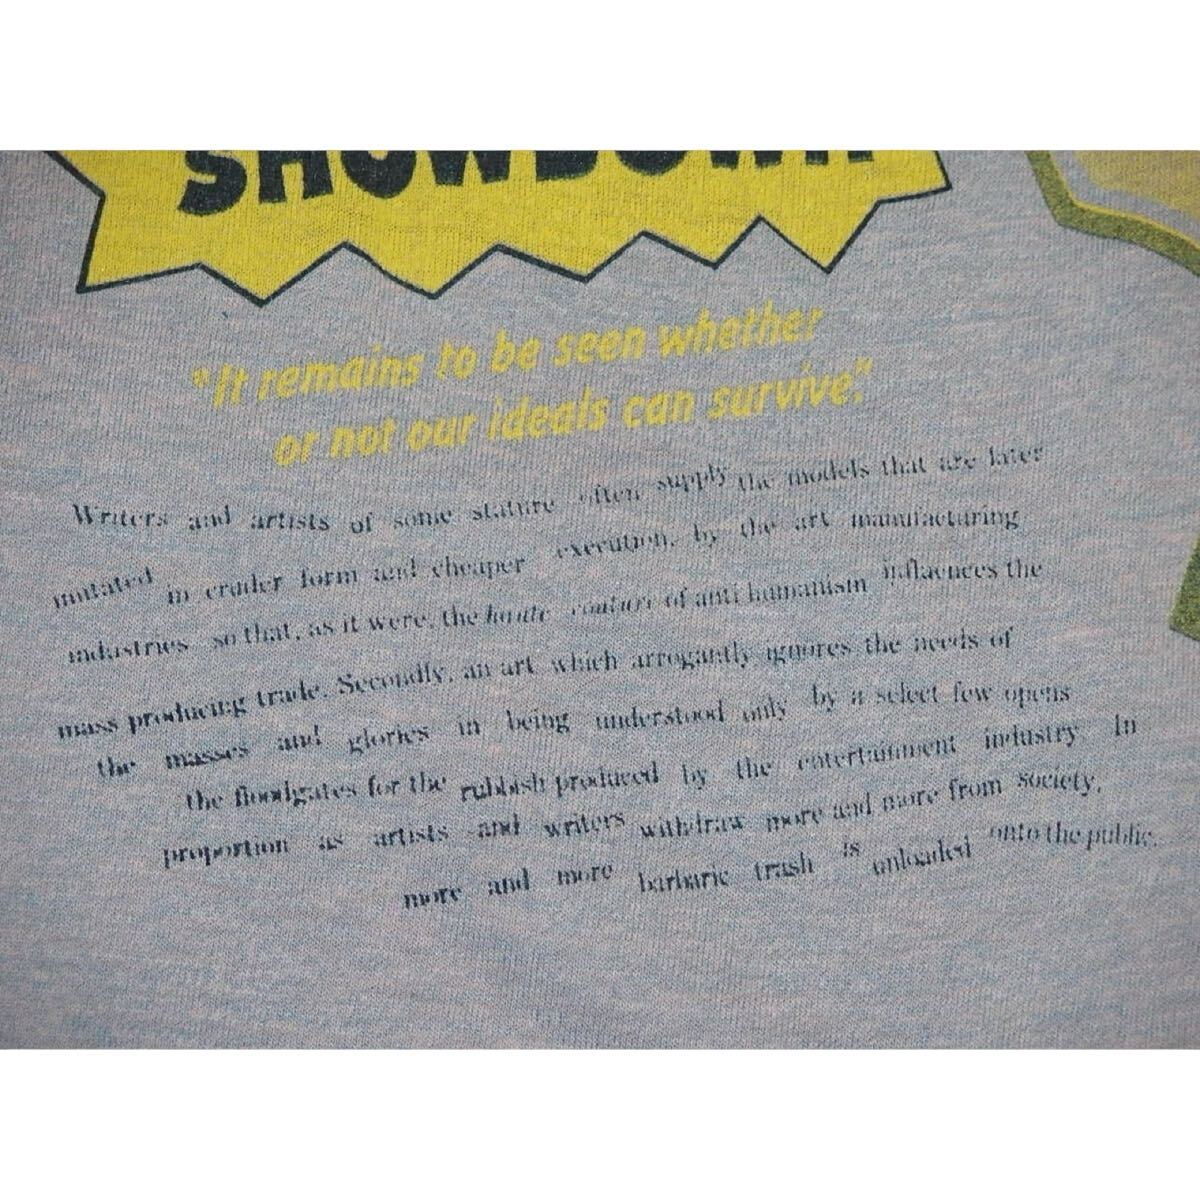 SHOWDOWN
"It remains to be seen whether
or not our ideals can survive."
Writers and artists of some stature often supply the models that are later
imitated in cruder form and cheaper execution, by the art manufacturing
industries so that, as it were, the haute couture of anti humanism influences the
mass producing trade. Secondly, an art which arrogantly ignores the needs of
the masses and glories in being understood only by a select few opens
the floodgates for the rubbish produced by the entertainment industry. In
proportion as artists and writers withdraw more and more from society,
more and more barbaric trash is unloaded onto the public.